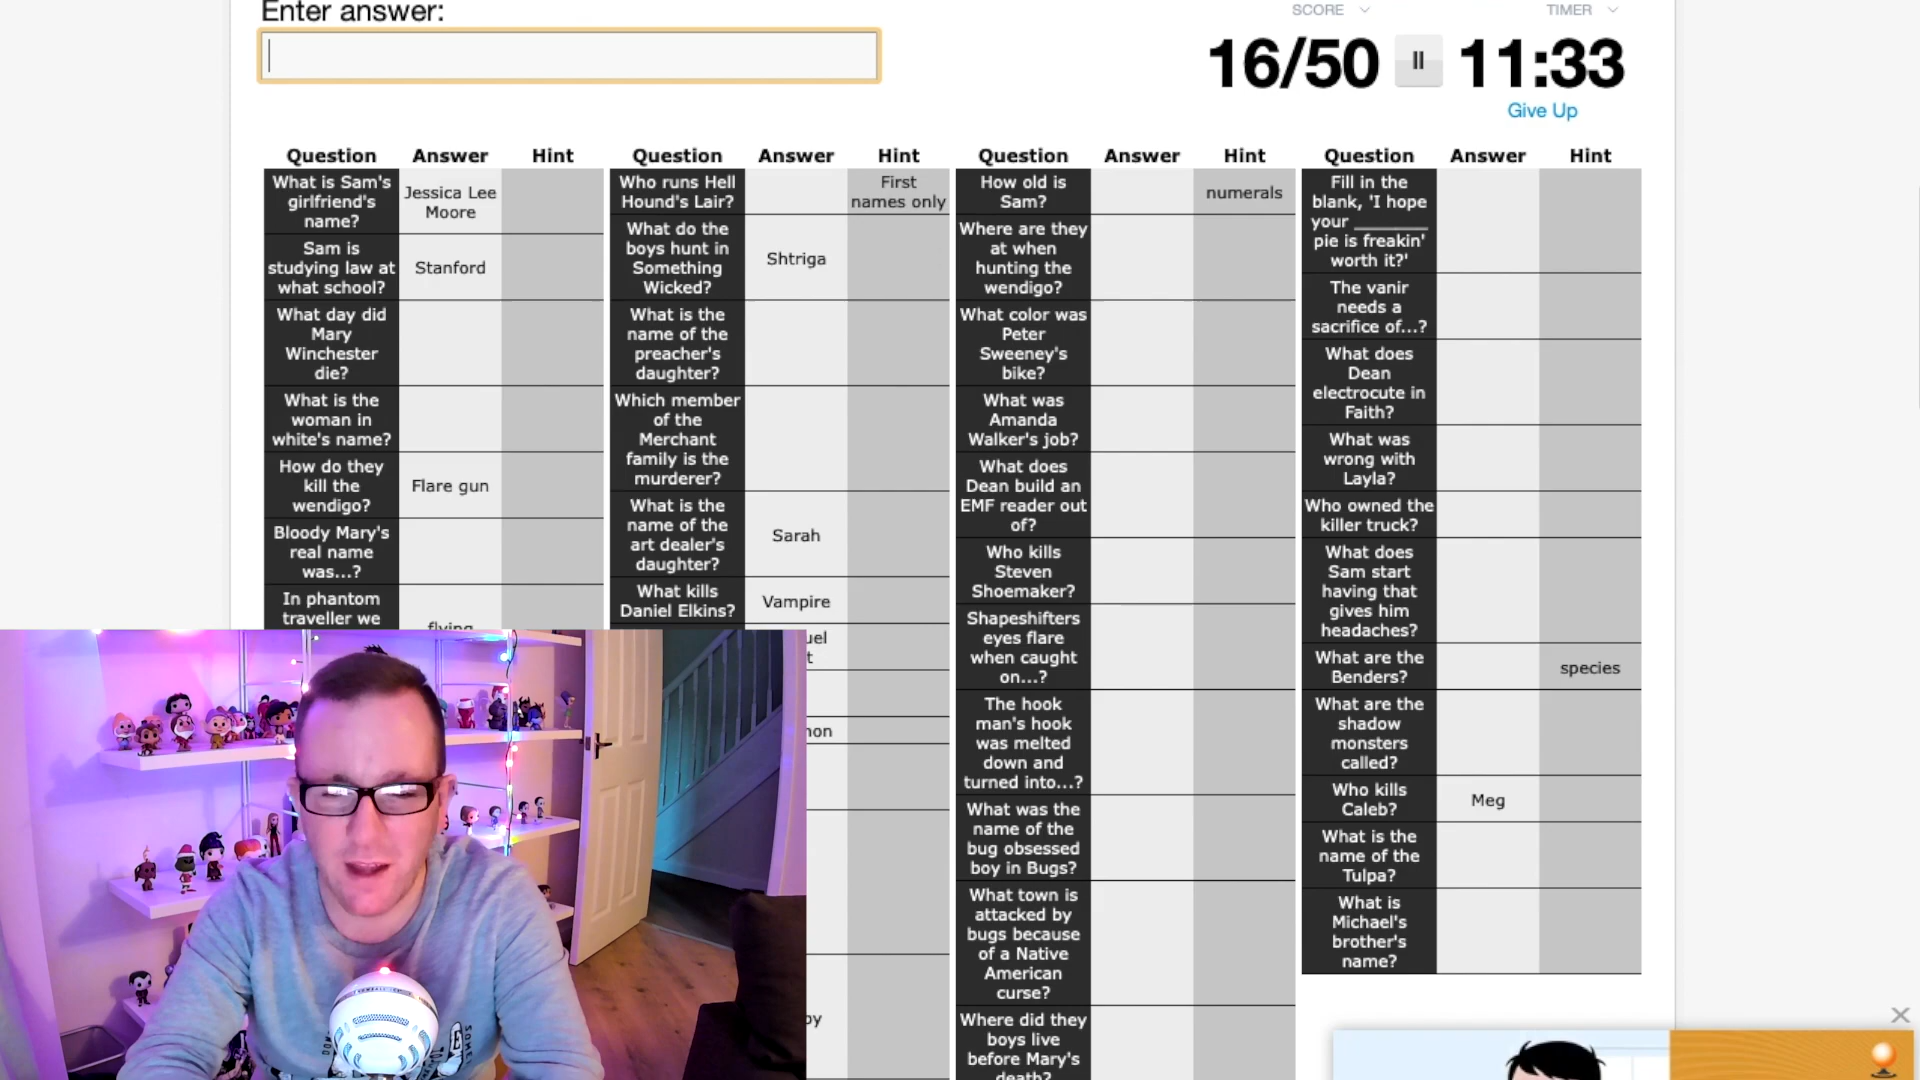 Enter answer:
SCORE
TIMER
16/50
11:33
Give Up
Question Answer Hint
What is Sam's
girlfriend's
name?
Jessica Lee
Moore
Sam is
studying law at
what school?
Stanford
What day did
Mary
Winchester
die?
What is the
woman in
white's name?
How do they
kill the
wendigo?
Flare gun
Bloody Mary's
real name
was...?
In phantom
traveller we
flying
Question Answer Hint
Who runs Hell
Hound's Lair?
First
names only
What do the
boys hunt in
Something
Wicked?
Shtriga
What is the
name of the
preacher's
daughter?
Which member
of the
Merchant
family is the
murderer?
What is the
name of the
art dealer's
daughter?
Sarah
What kills
Daniel Elkins?
Vampire
uel
t
non
by
Question Answer Hint
How old is
Sam?
numerals
Where are they
at when
hunting the
wendigo?
What color was
Peter
Sweeney's
bike?
What was
Amanda
Walker's job?
What does
Dean build an
EMF reader out
of?
Who kills
Steven
Shoemaker?
Shapeshifters
eyes flare
when caught
on...?
The hook
man's hook
was melted
down and
turned into...?
What was the
name of the
bug obsessed
boy in Bugs?
What town is
attacked by
bugs because
of a Native
American
curse?
Where did they
boys live
before Mary's
death?
Question Answer Hint
Fill in the
blank, 'I hope
your ________
pie is freakin'
worth it?'
The vanir
needs a
sacrifice of...?
What does
Dean
electrocute in
Faith?
What was
wrong with
Layla?
Who owned the
killer truck?
What does
Sam start
having that
gives him
headaches?
What are the
Benders?
species
What are the
shadow
monsters
called?
Who kills
Caleb?
Meg
What is the
name of the
Tulpa?
What is
Michael's
brother's
name?